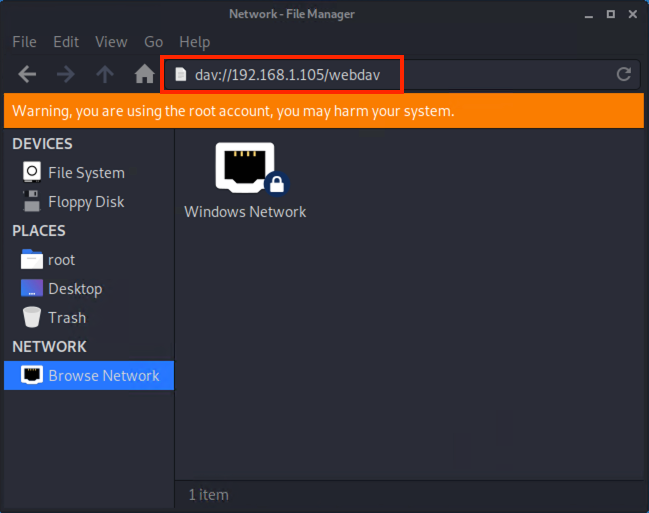 Network - File Manager
File Edit View Go Help
dav://192.168.1.105/webdav
Warning, you are using the root account, you may harm your system.
DEVICES
File System
Floppy Disk
PLACES
root
Desktop
Trash
NETWORK
Browse Network
Windows Network
1 item